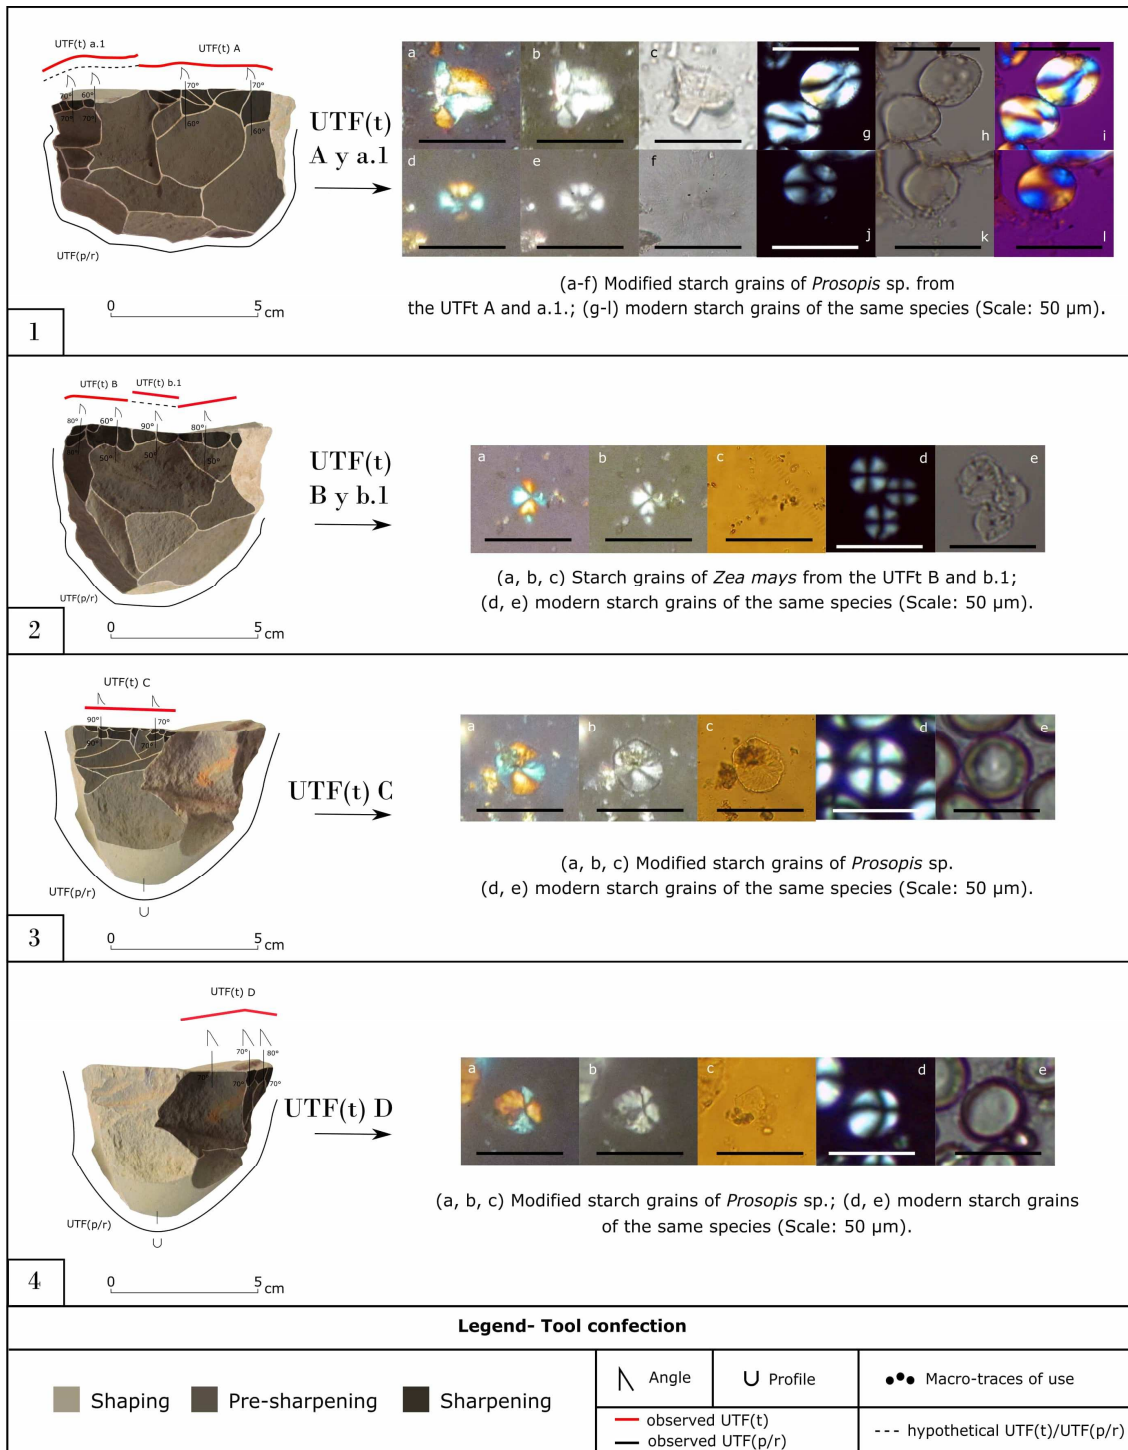 UTF(t) a.1
UTF(t) A
70°
60°
70°
70°
70°
70°
60°
60°
UTF(p/r)
0 5 cm
1
UTF(t)
A y a.1
a b c g h i
d e f j k l
(a-f) Modified starch grains of Prosopis sp. from
the UTFt A and a.1.; (g-l) modern starch grains of the same species (Scale: 50 µm).
UTF(t) B
UTF(t) b.1
80°
60°
90°
80°
50°
50°
50°
UTF(p/r)
0 5 cm
2
UTF(t)
B y b.1
a b c d e
(a, b, c) Starch grains of Zea mays from the UTFt B and b.1;
(d, e) modern starch grains of the same species (Scale: 50 µm).
UTF(t) C
90°
70°
90°
70°
UTF(p/r)
0 5 cm
3
UTF(t) C
a b c d e
(a, b, c) Modified starch grains of Prosopis sp.
(d, e) modern starch grains of the same species (Scale: 50 µm).
UTF(t) D
70°
80°
70°
70°
70°
UTF(p/r)
0 5 cm
4
UTF(t) D
a b c d e
(a, b, c) Modified starch grains of Prosopis sp.; (d, e) modern starch grains
of the same species (Scale: 50 µm).
Legend- Tool confection
Shaping
Pre-sharpening
Sharpening
Angle
Profile
Macro-traces of use
observed UTF(t)
observed UTF(p/r)
hypothetical UTF(t)/UTF(p/r)